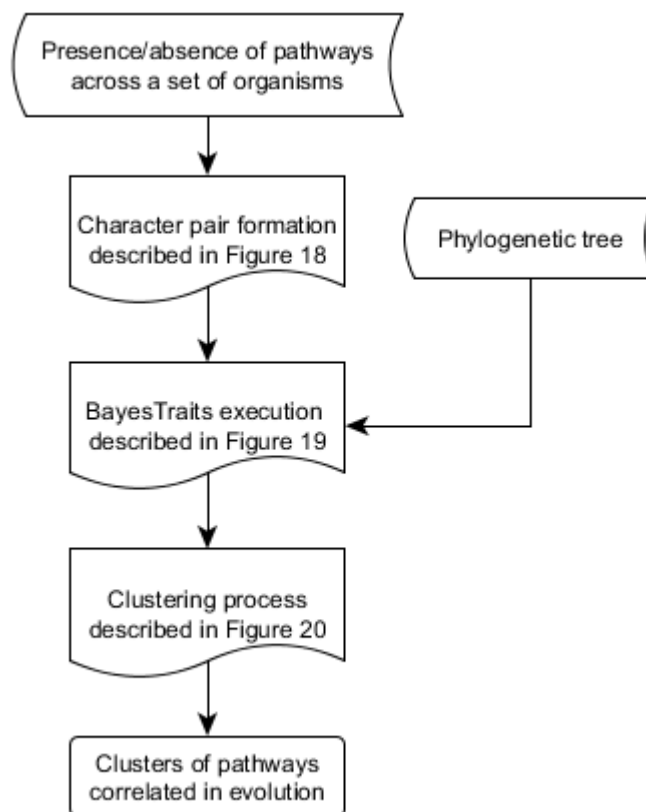 Presence/absence of pathways
across a set of organisms
Character pair formation
described in Figure 18
Phylogenetic tree
BayesTraits execution
described in Figure 19
Clustering process
described in Figure 20
Clusters of pathways
correlated in evolution